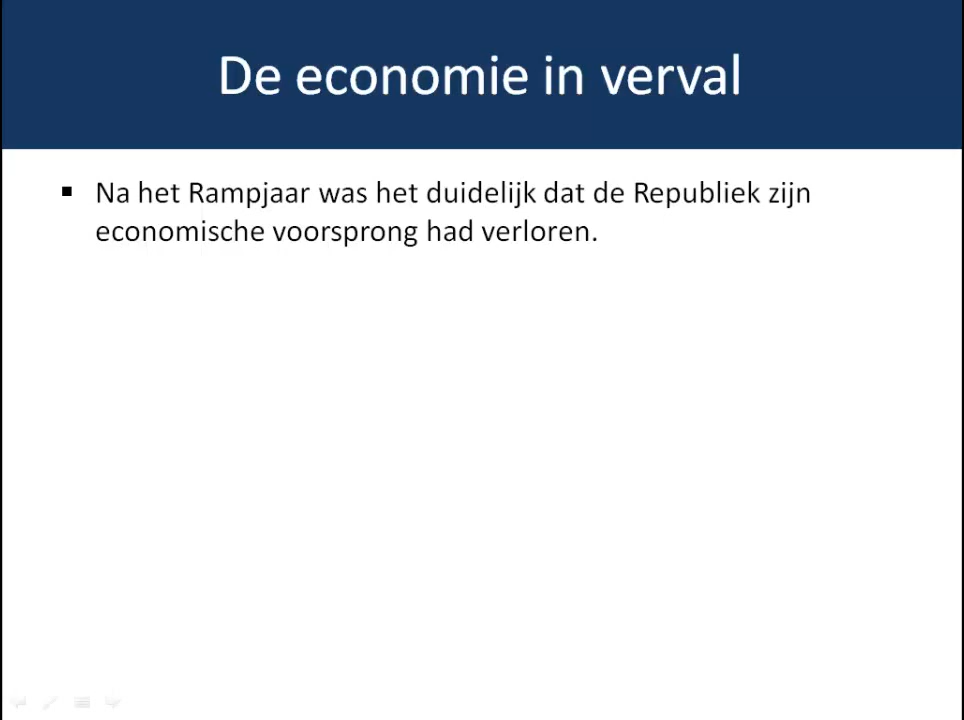 De economie in verval
▪ Na het Rampjaar was het duidelijk dat de Republiek zijn
economische voorsprong had verloren.